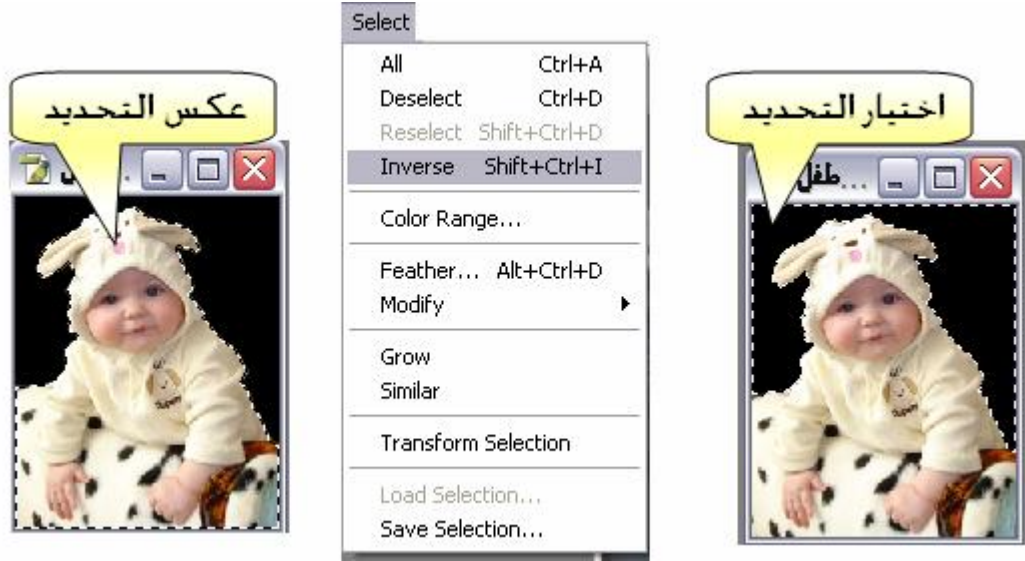 Select
All Ctrl+A
Deselect Ctrl+D
Reselect Shift+Ctrl+D
Inverse Shift+Ctrl+I
Color Range...
Feather... Alt+Ctrl+D
Modify
Grow
Similar
Transform Selection
Load Selection...
Save Selection...
اختيار التحديد
طفل...
عكس التحديد